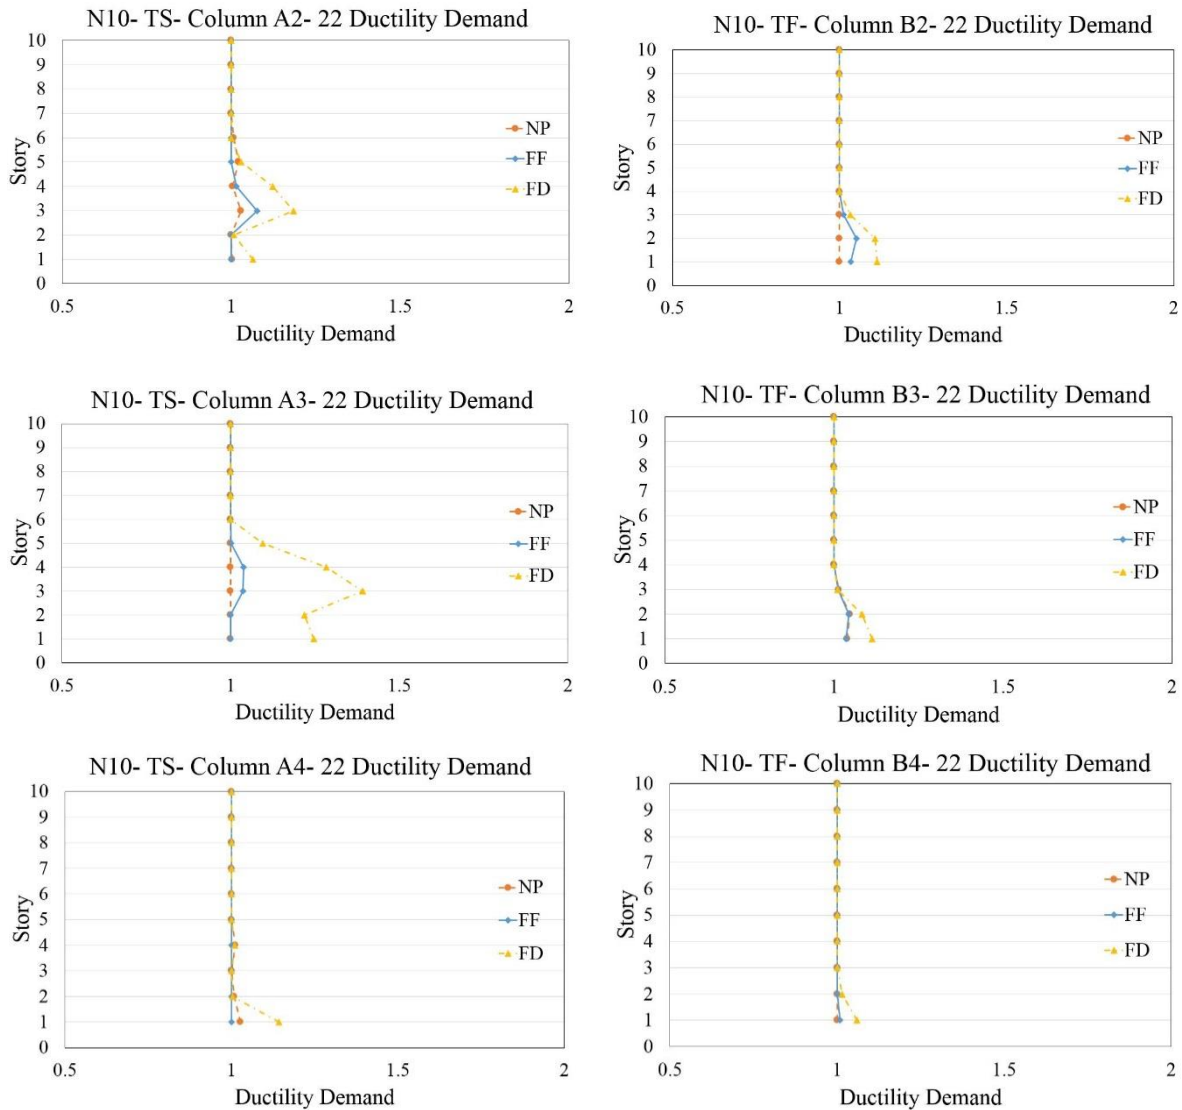 N10- TS- Column A2- 22 Ductility Demand
10
9
8
7
6
5
4
3
2
1
0
Story
NP
FF
FD
0.5 1 1.5 2
Ductility Demand
N10- TF- Column B2- 22 Ductility Demand
10
9
8
7
6
5
4
3
2
1
0
Story
NP
FF
FD
0.5 1 1.5 2
Ductility Demand
N10- TS- Column A3- 22 Ductility Demand
10
9
8
7
6
5
4
3
2
1
0
Story
NP
FF
FD
0.5 1 1.5 2
Ductility Demand
N10- TF- Column B3- 22 Ductility Demand
10
9
8
7
6
5
4
3
2
1
0
Story
NP
FF
FD
0.5 1 1.5 2
Ductility Demand
N10- TS- Column A4- 22 Ductility Demand
10
9
8
7
6
5
4
3
2
1
0
Story
NP
FF
FD
0.5 1 1.5 2
Ductility Demand
N10- TF- Column B4- 22 Ductility Demand
10
9
8
7
6
5
4
3
2
1
0
Story
NP
FF
FD
0.5 1 1.5 2
Ductility Demand